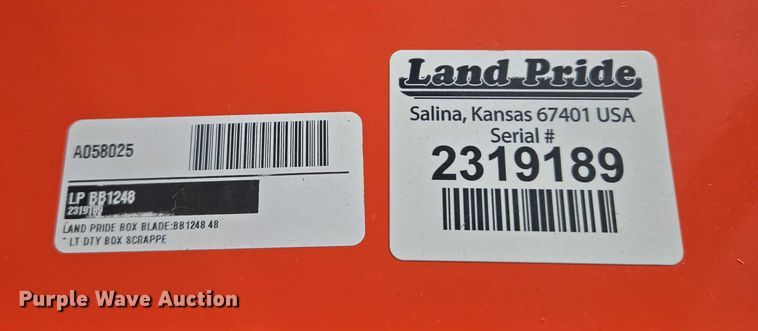 A058025
LP BB1248
2319189
LAND PRIDE BOX BLADE:BB1248 48
" LT DTY BOX SCRAPPE
Land Pride
Salina, Kansas 67401 USA
Serial #
2319189
Purple Wave Auction